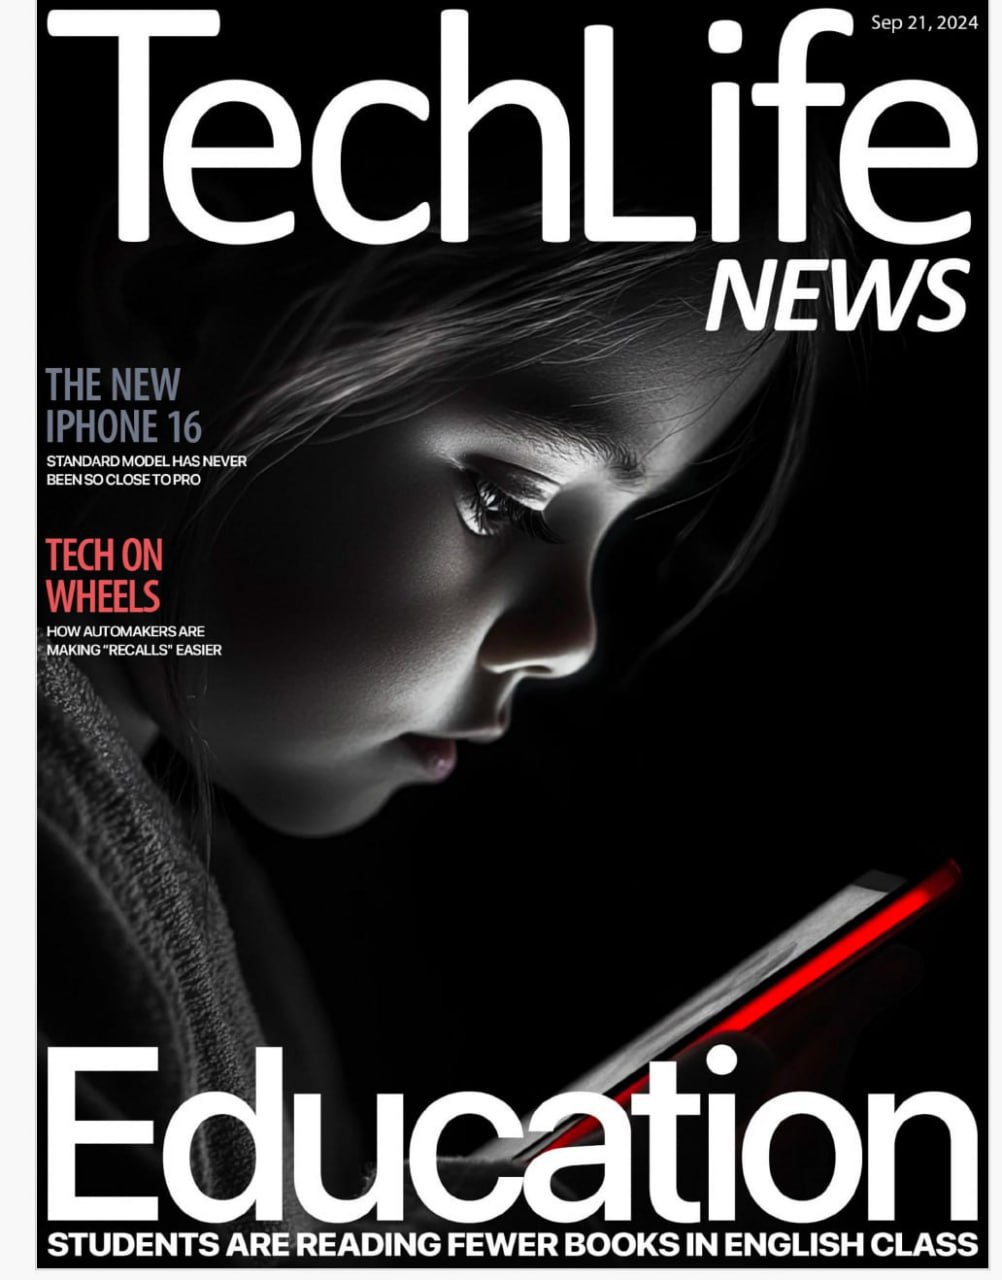 Sep 21, 2024
TechLife
NEWS
THE NEW
IPHONE 16
STANDARD MODEL HAS NEVER
BEEN SO CLOSE TO PRO
TECH ON
WHEELS
HOW AUTOMAKERS ARE
MAKING "RECALLS" EASIER
Education
STUDENTS ARE READING FEWER BOOKS IN ENGLISH CLASS